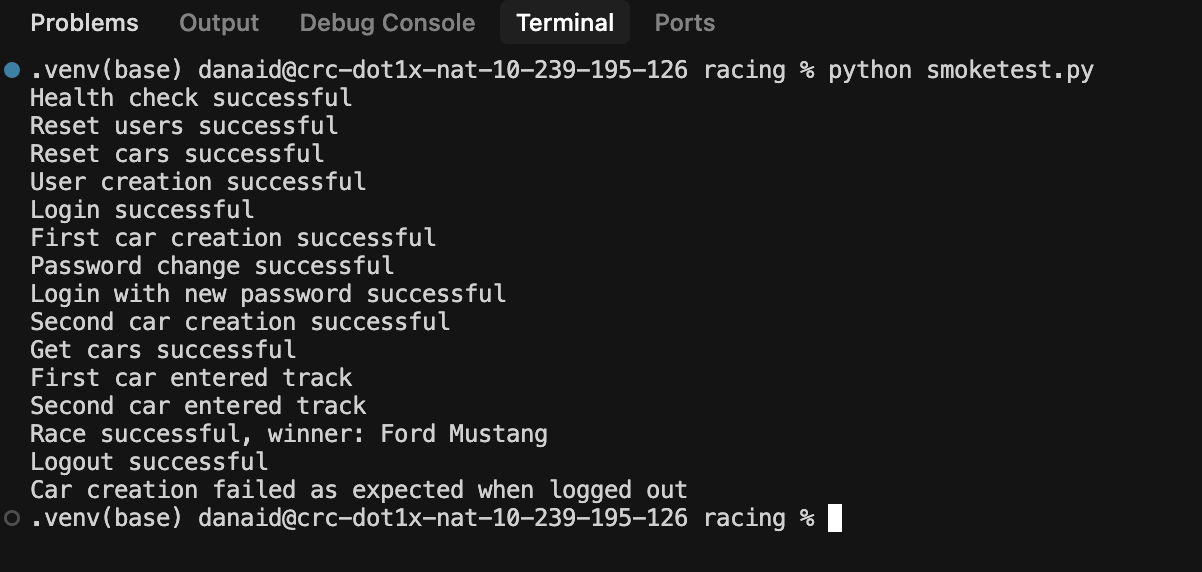 Problems Output Debug Console Terminal Ports
.venv(base) danaid@crc-dot1x-nat-10-239-195-126 racing % python smoketest.py
Health check successful
Reset users successful
Reset cars successful
User creation successful
Login successful
First car creation successful
Password change successful
Login with new password successful
Second car creation successful
Get cars successful
First car entered track
Second car entered track
Race successful, winner: Ford Mustang
Logout successful
Car creation failed as expected when logged out
.venv(base) danaid@crc-dot1x-nat-10-239-195-126 racing %